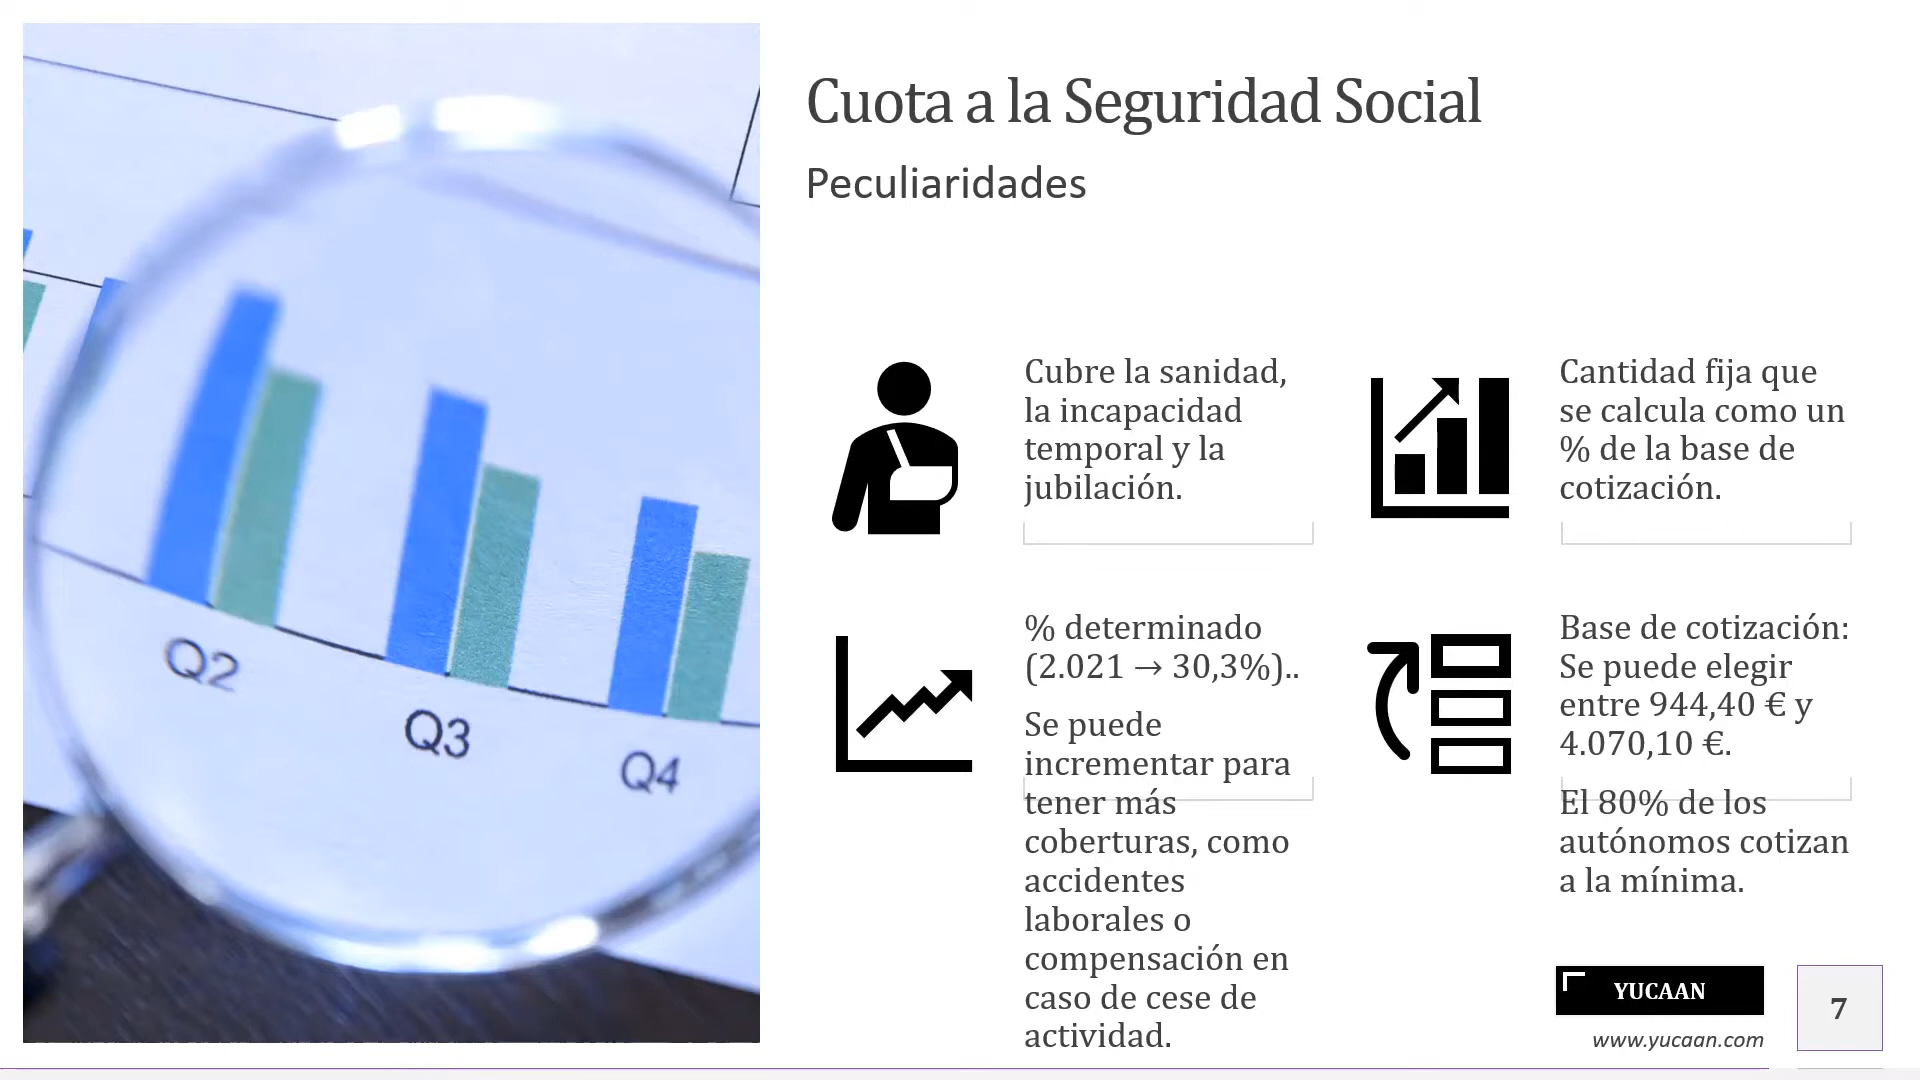 Cuota a la Seguridad Social
Peculiaridades
Cubre la sanidad,
la incapacidad
temporal y la
jubilación.
Cantidad fija que
se calcula como un
% de la base de
cotización.
% determinado
(2.021 → 30,3%)..
Se puede
incrementar para
tener más
coberturas, como
accidentes
laborales o
compensación en
caso de cese de
actividad.
Base de cotización:
Se puede elegir
entre 944,40 € y
4.070,10 €.
El 80% de los
autónomos cotizan
a la mínima.
Q2
Q3
Q4
YUCAAN
www.yucaan.com
7